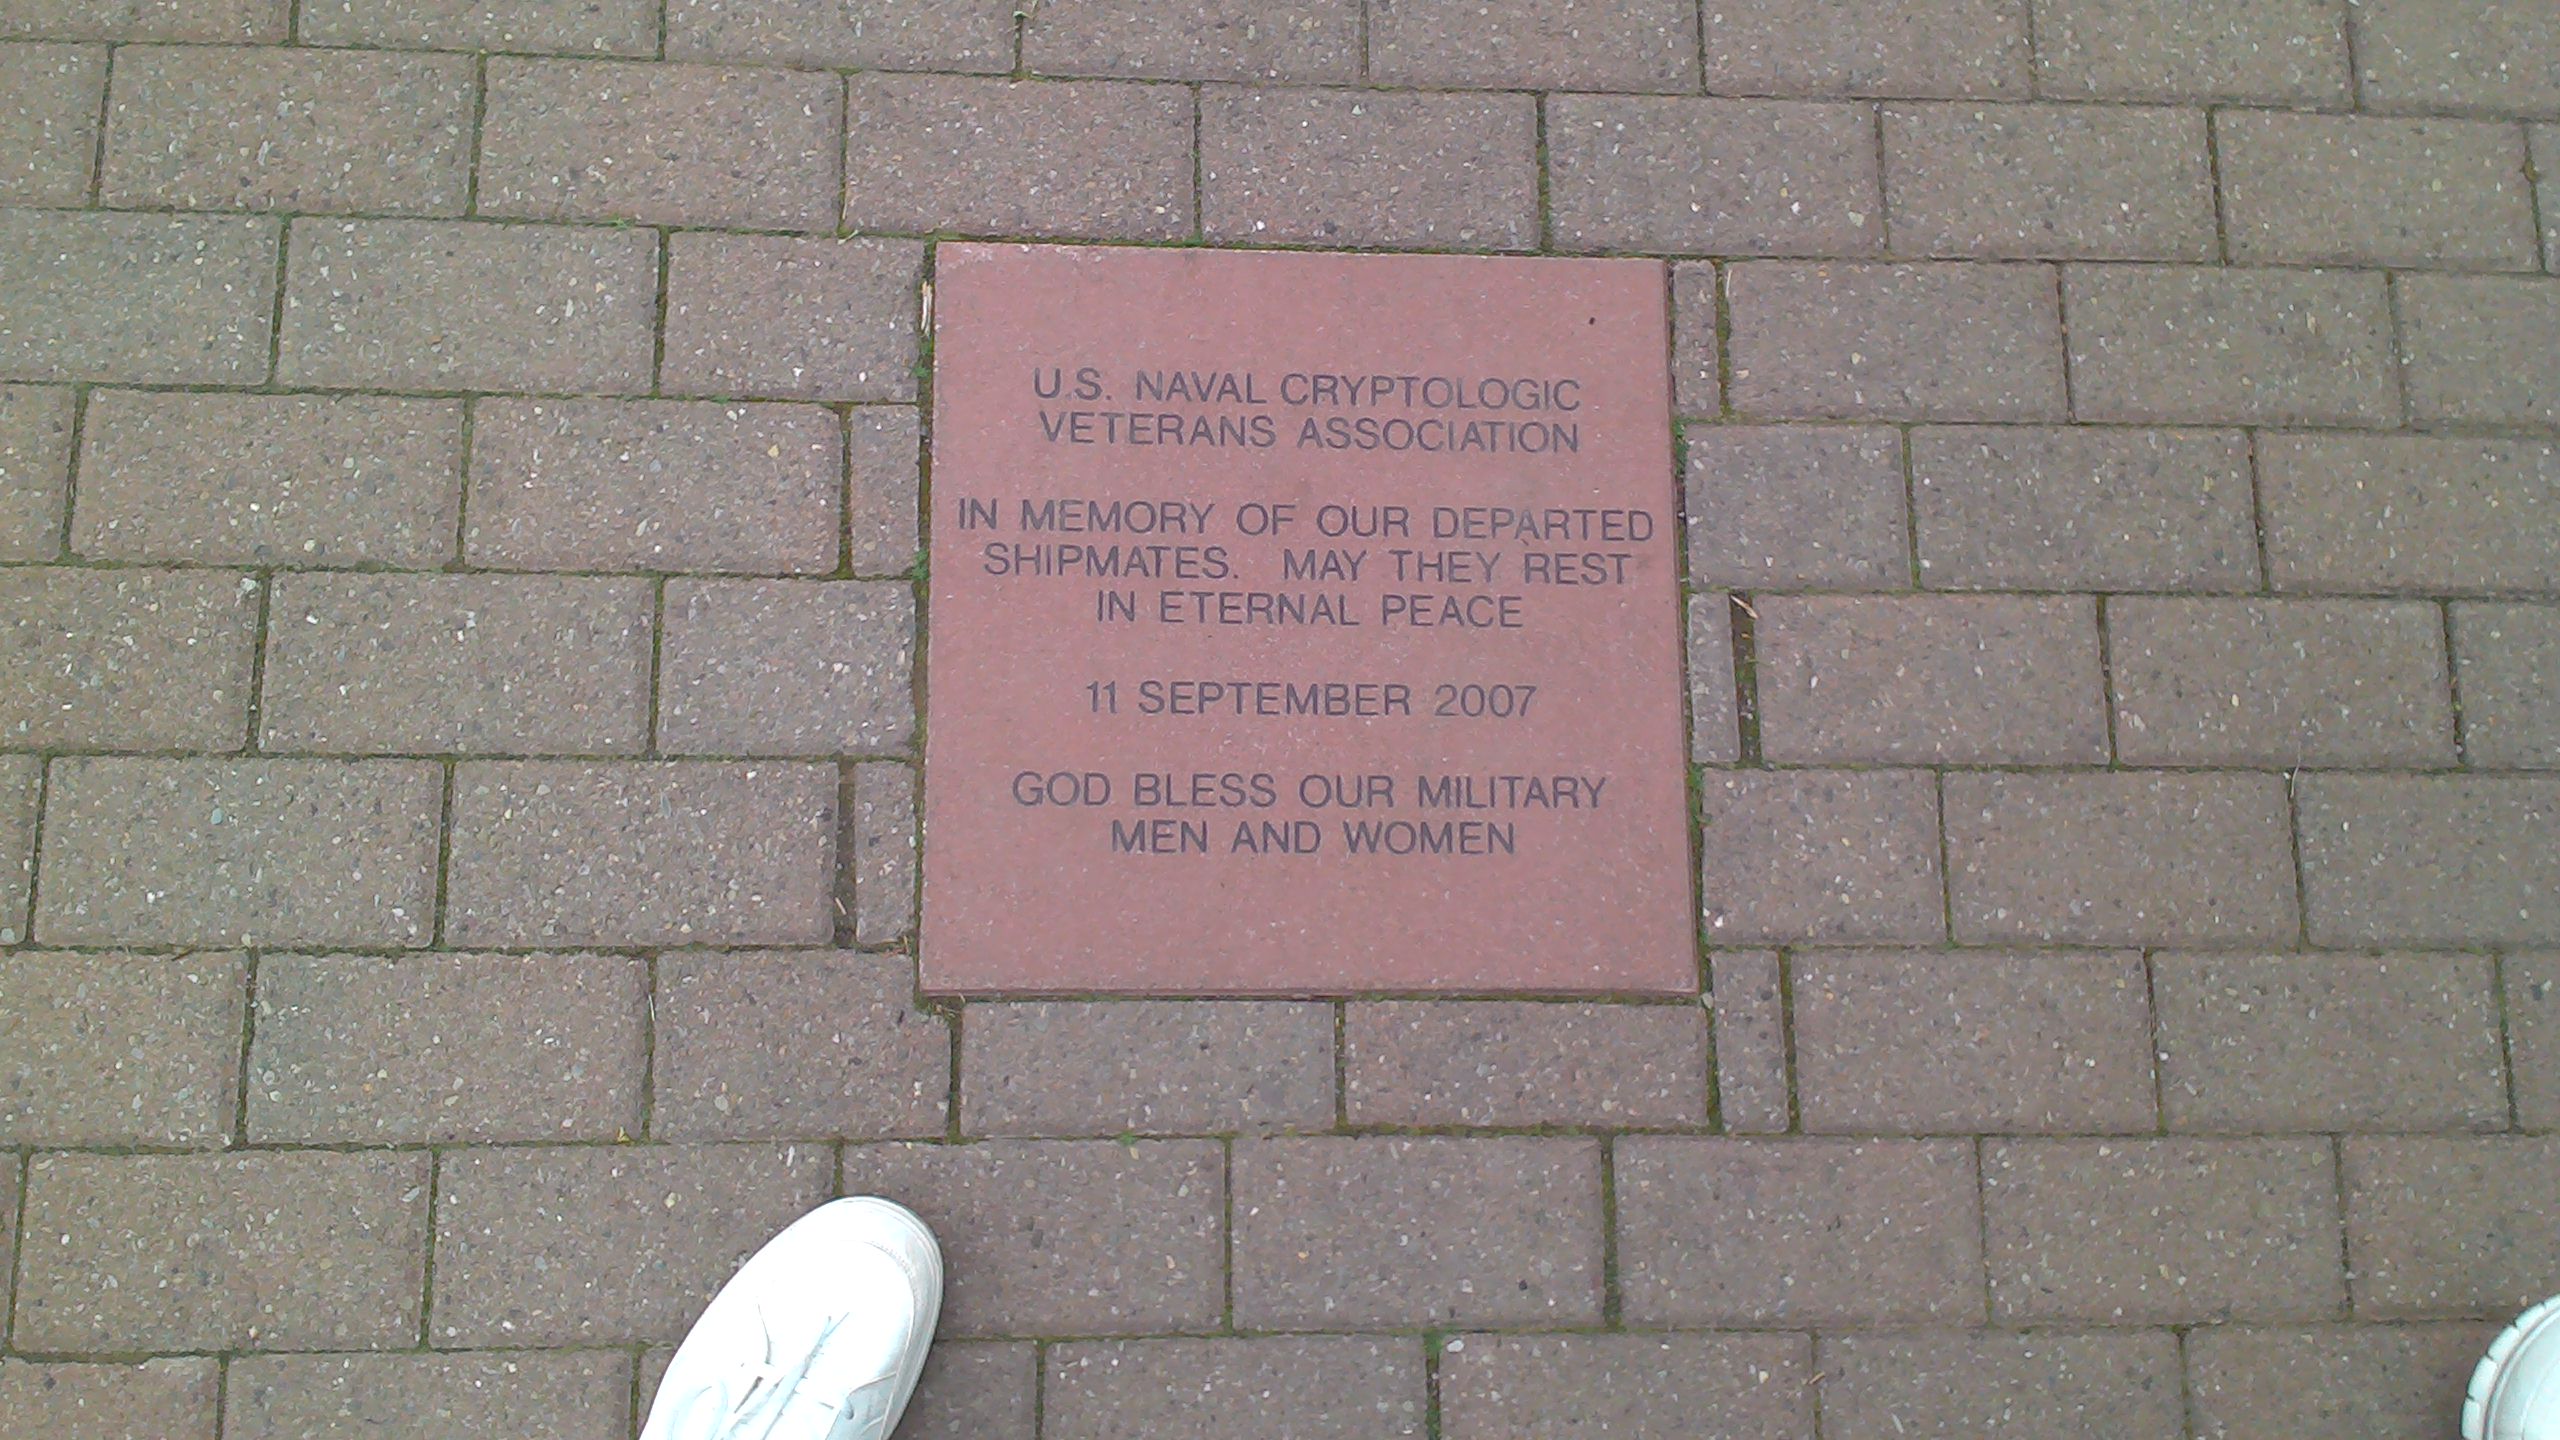 U.S. NAVAL CRYPTOLOGIC
VETERANS ASSOCIATION
IN MEMORY OF OUR DEPARTED
SHIPMATES. MAY THEY REST
IN ETERNAL PEACE
11 SEPTEMBER 2007
GOD BLESS OUR MILITARY
MEN AND WOMEN